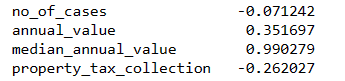 no_of_cases -0.071242
annual_value 0.351697
median_annual_value 0.990279
property_tax_collection -0.262027